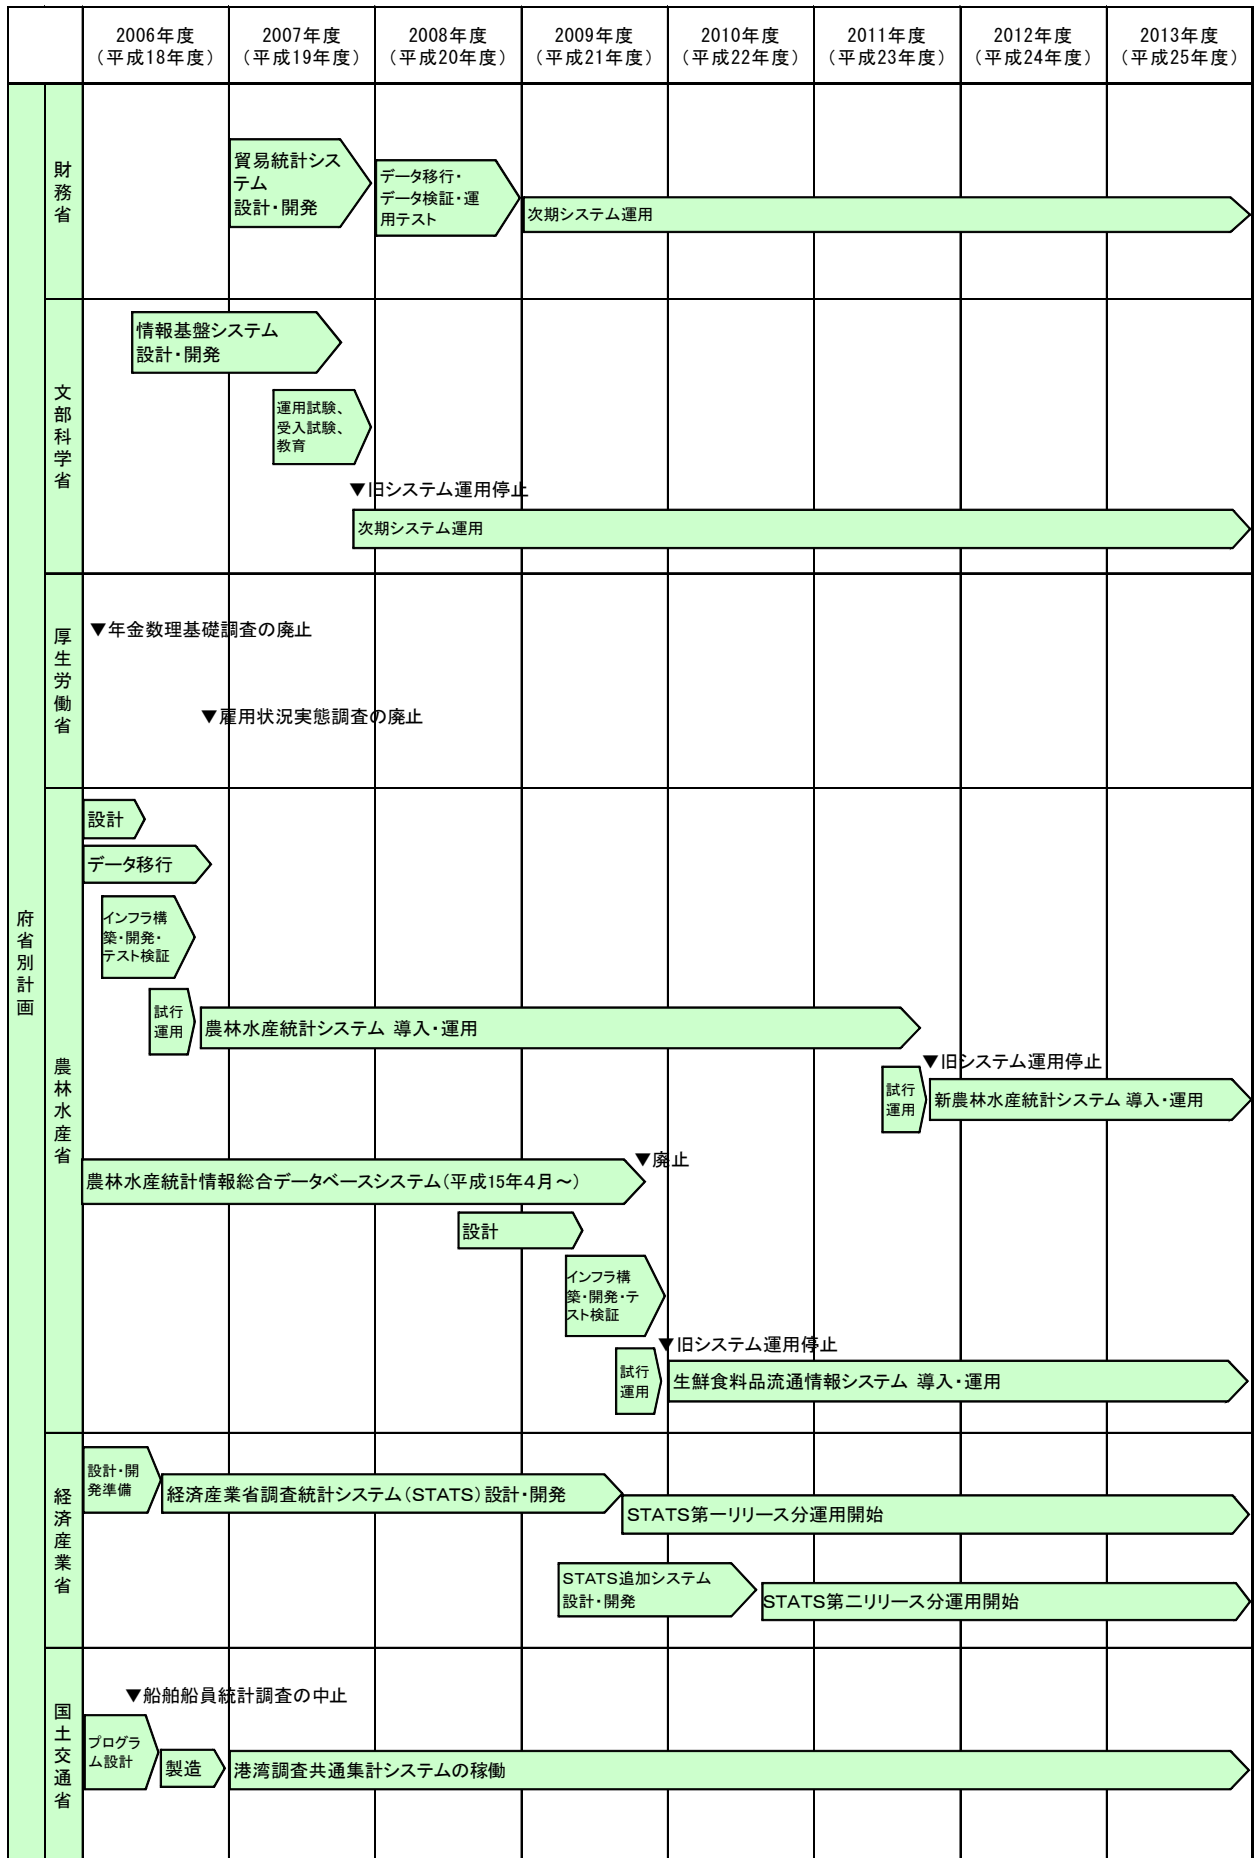 2006年度
（平成18年度）
2007年度
（平成19年度）
2008年度
（平成20年度）
2009年度
（平成21年度）
2010年度
（平成22年度）
2011年度
（平成23年度）
2012年度
（平成24年度）
2013年度
（平成25年度）
府省別計画
財務省
貿易統計シス
テム
設計・開発
データ移行・
データ検証・運
用テスト
次期システム運用
文部科学省
情報基盤システム
設計・開発
運用試験、
受入試験、
教育
▼旧システム運用停止
次期システム運用
厚生労働省
▼年金数理基礎調査の廃止
▼雇用状況実態調査の廃止
農林水産省
設計
データ移行
インフラ構
築・開発・
テスト検証
試行
運用
農林水産統計システム 導入・運用
▼旧システム運用停止
試行
運用
新農林水産統計システム 導入・運用
▼廃止
農林水産統計情報総合データベースシステム（平成15年4月～）
設計
インフラ構
築・開発・テ
スト検証
▼旧システム運用停止
試行
運用
生鮮食料品流通情報システム 導入・運用
経済産業省
設計・開
発準備
経済産業省調査統計システム（STATS）設計・開発
STATS第一リリース分運用開始
STATS追加システム
設計・開発
STATS第二リリース分運用開始
国土交通省
▼船舶船員統計調査の中止
プログラ
ム設計
製造
港湾調査共通集計システムの稼働